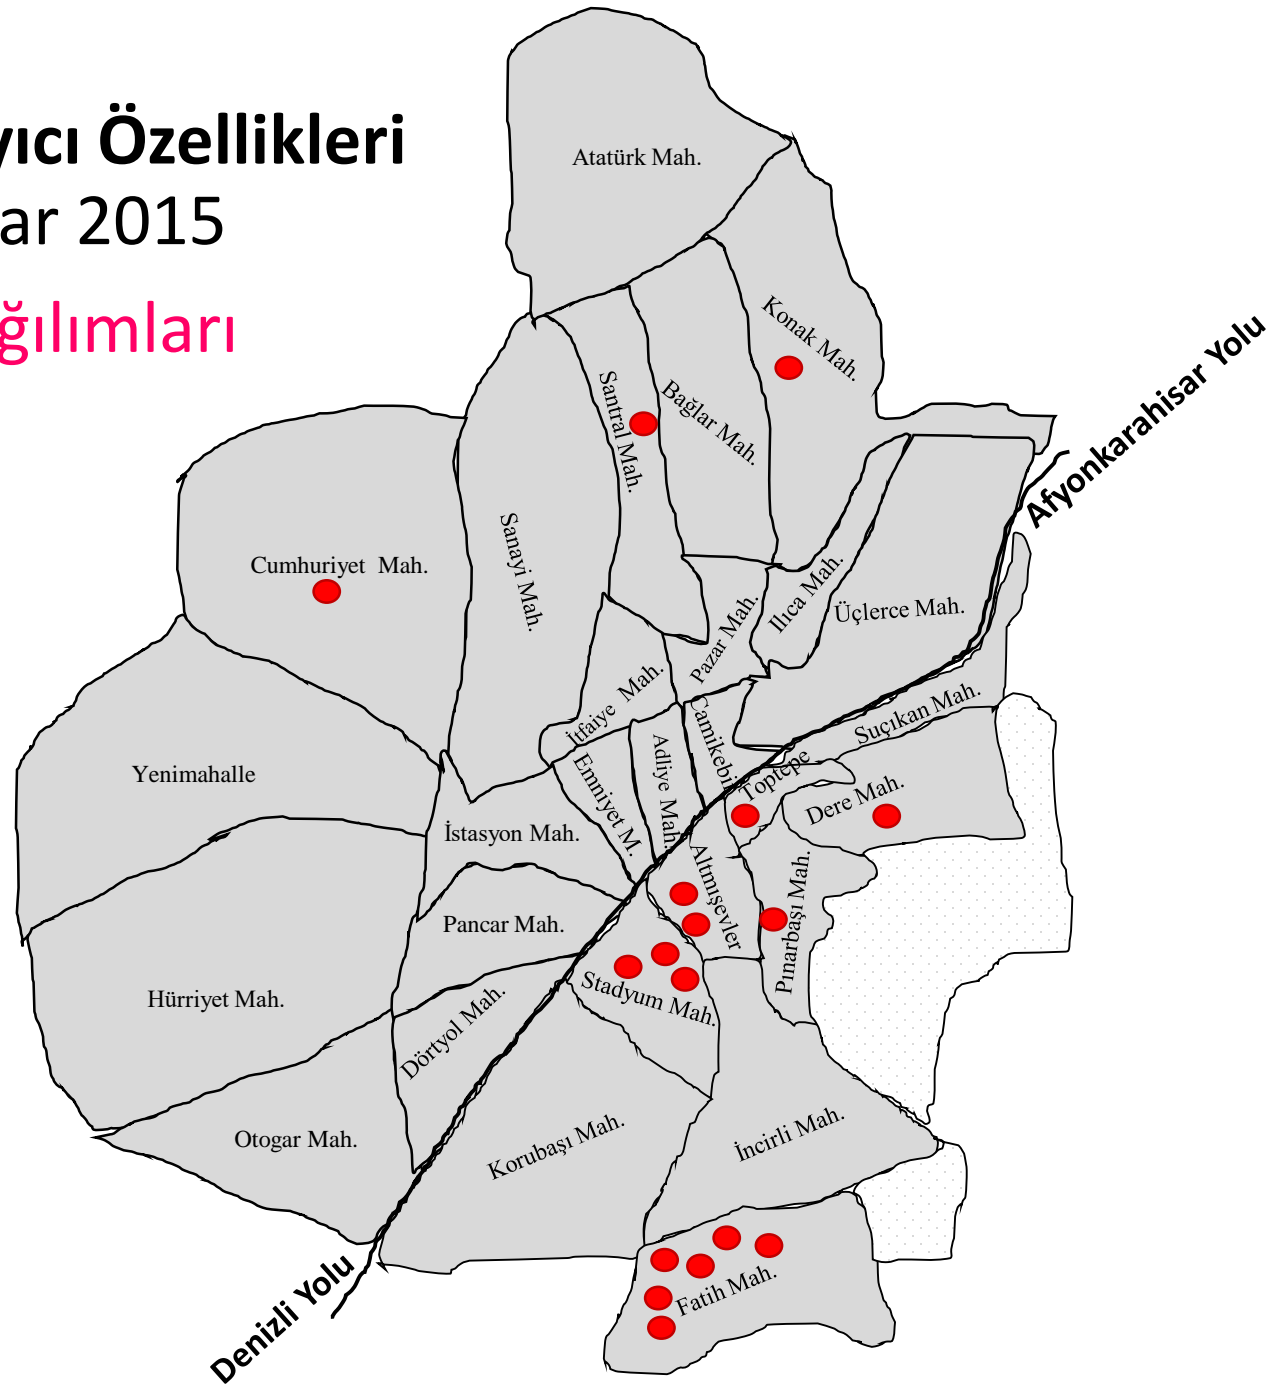 yıcı Özellikleri
ar 2015
ğılımları
Atatürk Mah.
Konak Mah.
Santral Mah.
Bağlar Mah.
Afyonkarahisar Yolu
Sanayi Mah.
Cumhuriyet Mah.
Ilıca Mah.
Üçlerce Mah.
Pazar Mah.
İtfaiye Mah.
Suçıkan Mah.
Camikebir
Adliye Mah.
Emniyet M.
Toptepe
Dere Mah.
Yenimahalle
İstasyon Mah.
Altmışevler
Pınarbaşı Mah.
Pancar Mah.
Stadyum Mah.
Hürriyet Mah.
Dörtyol Mah.
Otogar Mah.
Korubaşı Mah.
İncirli Mah.
Fatih Mah.
Denizli Yolu